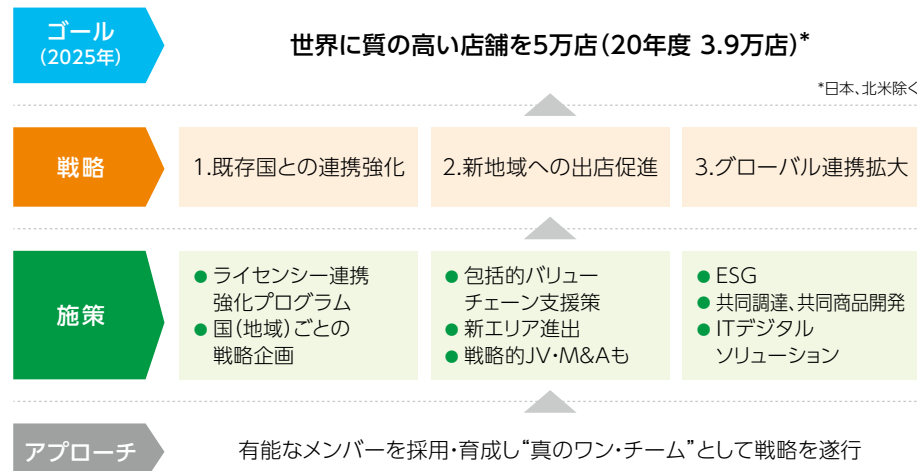 ゴール
(2025年)
世界に質の高い店舗を5万店(20年度 3.9万店)*
*日本、北米除く
戦略
1.既存国との連携強化
2.新地域への出店促進
3.グローバル連携拡大
施策
● ライセンシー連携
強化プログラム
● 国(地域)ごとの
戦略企画
● 包括的バリュー
チェーン支援策
● 新エリア進出
● 戦略的JV・M&Aも
● ESG
● 共同調達、共同商品開発
● ITデジタル
ソリューション
アプローチ
有能なメンバーを採用・育成し“真のワン・チーム”として戦略を遂行